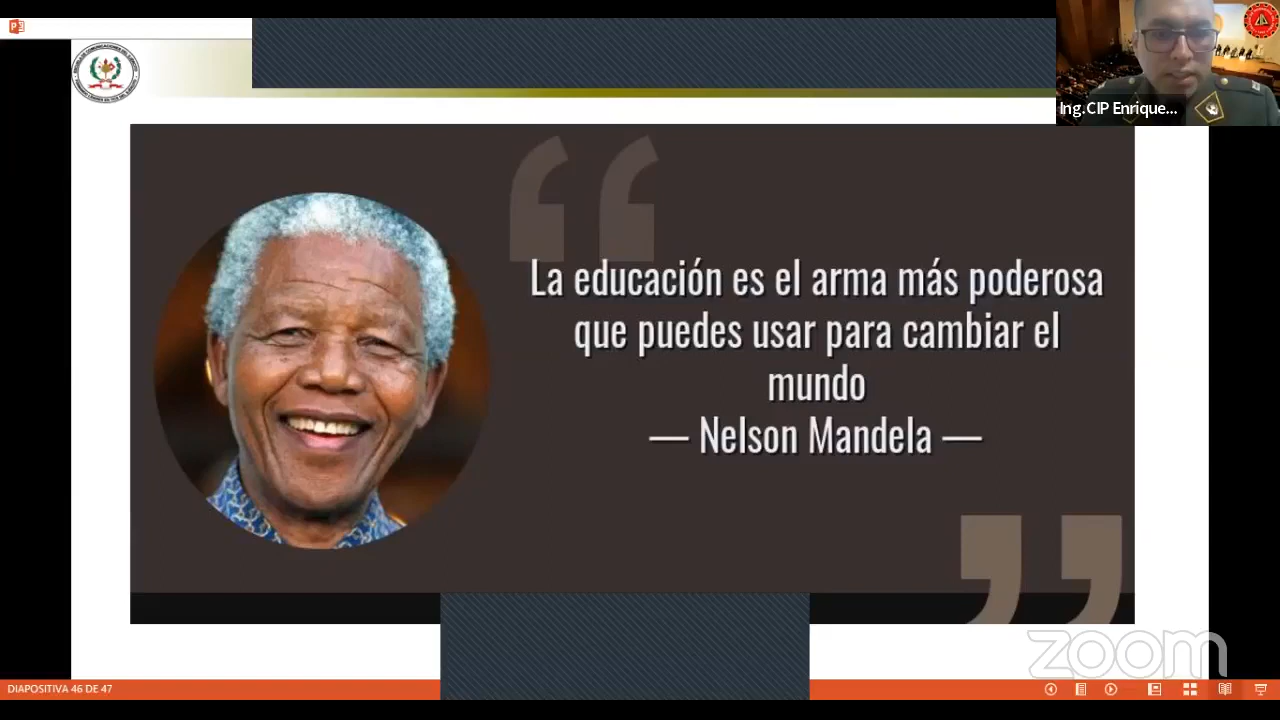 Ing.CIP Enrique...
La educación es el arma más poderosa
que puedes usar para cambiar el
mundo
— Nelson Mandela —
zoom
DIAPOSITIVA 46 DE 47